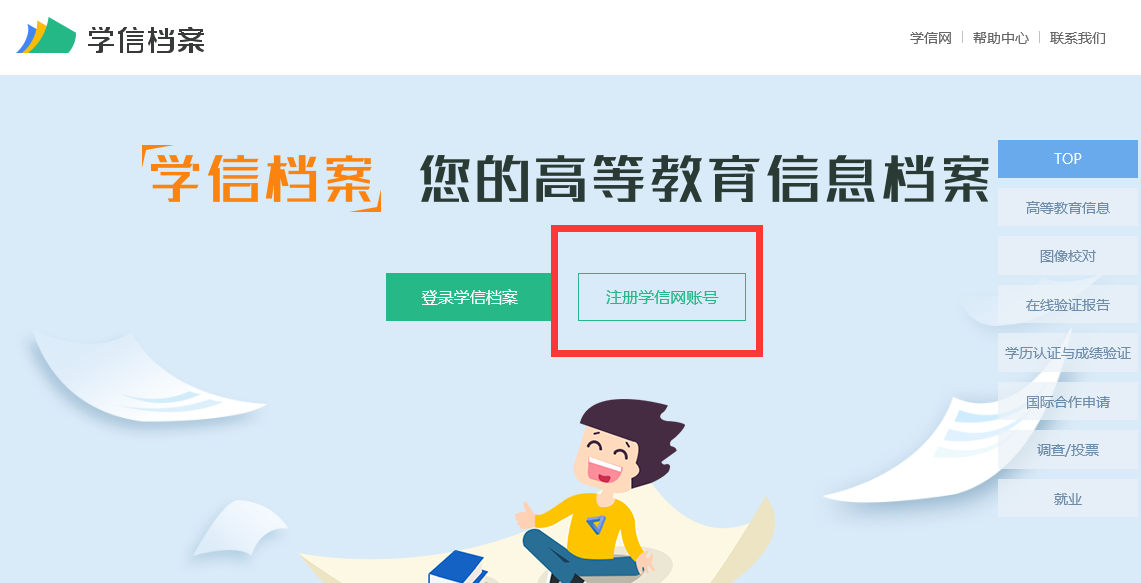 学信档案
学信网
帮助中心
联系我们
学信档案 您的高等教育信息档案
登录学信档案
注册学信网账号
TOP
高等教育信息
图像校对
在线验证报告
学历认证与成绩验证
国际合作申请
调查/投票
就业